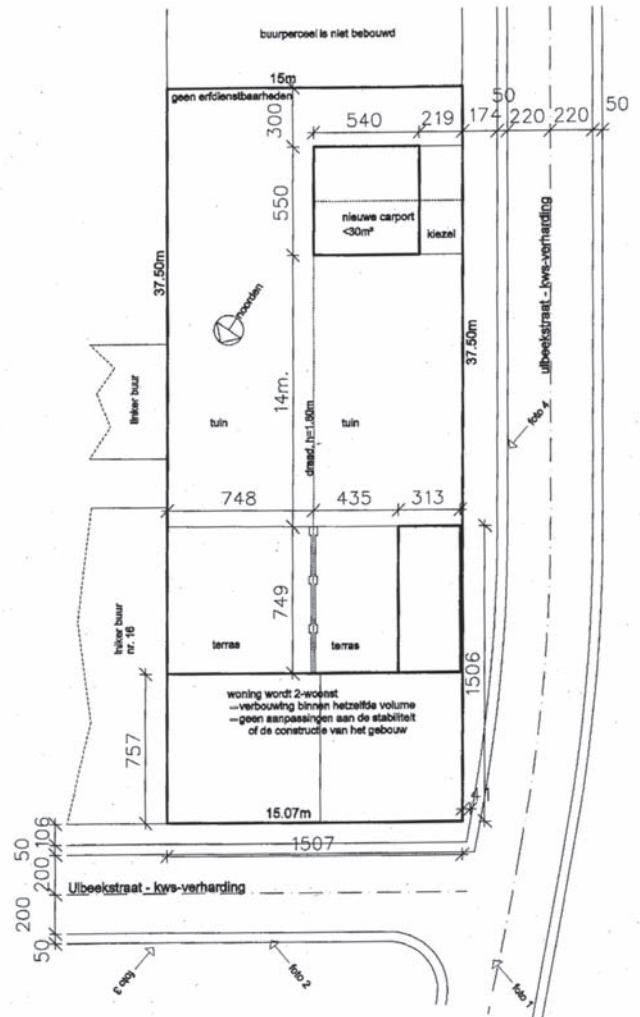 buurperceel is niet bebouwd
15m
geen erfdienstbaarheden
50
50
300
540
219
174
220
220
550
nieuwe carport
<30m²
kiezel
37.50m
noorden
ulbeekstraat - kws-verharding
37.50m
linker buur
14m.
tuin
tuin
draad, h=1.80m
foto 4
748
435
313
749
linker buur
nr. 16
terras
terras
1506
woning wordt 2-woonst
-verbouwing binnen hetzelfde volume
-geen aanpassingen aan de stabiliteit
of de constructie van het gebouw
757
15.07m
1507
106
50
200
Ulbeekstraat - kws-verharding
200
50
foto 3
foto 2
foto 1